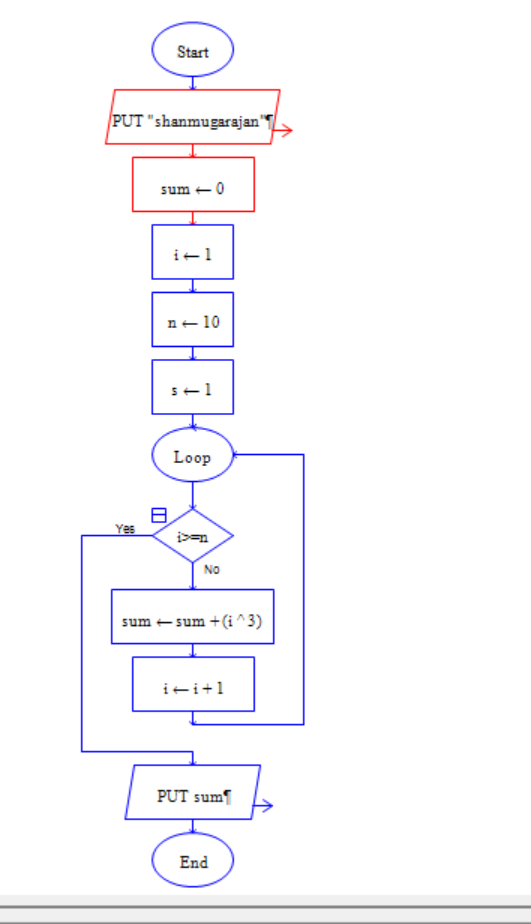 Start
PUT "shanmugarajan"¶
sum ← 0
i ← 1
n ← 10
s ← 1
Loop
Yes
i>=n
No
sum ← sum +(i^3)
i ← i + 1
PUT sum¶
End